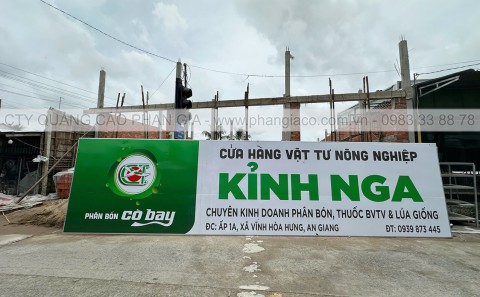 CTY QUẢNG CÁO PHAN GIA - www.phangiaco.com.vn - 0983 33 88 78
CỬA HÀNG VẬT TƯ NÔNG NGHIỆP
KỈNH NGA
CHUYÊN KINH DOANH PHÂN BÓN, THUỐC BVTV & LÚA GIỐNG
ĐC: ẤP 1A, XÃ VĨNH HÒA HƯNG, AN GIANG
ĐT: 0939 873 445
PHÂN BÓN CÒ BAY